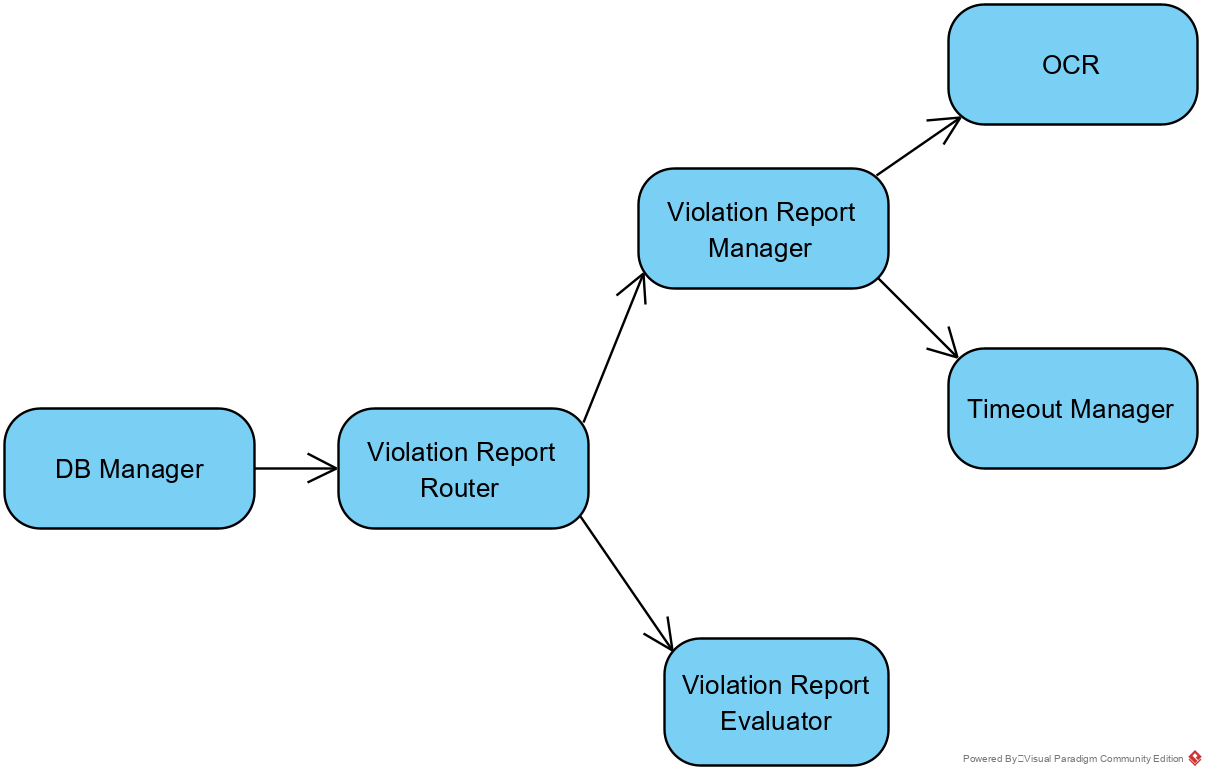 OCR
Violation Report
Manager
Timeout Manager
DB Manager
Violation Report
Router
Violation Report
Evaluator
Powered By Visual Paradigm Community Edition